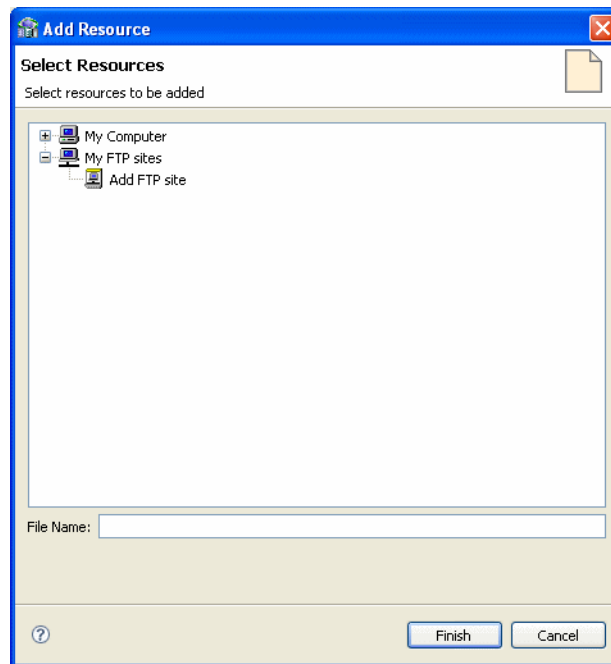 Add Resource
Select Resources
Select resources to be added
My Computer
My FTP sites
Add FTP site
File Name:
Finish Cancel